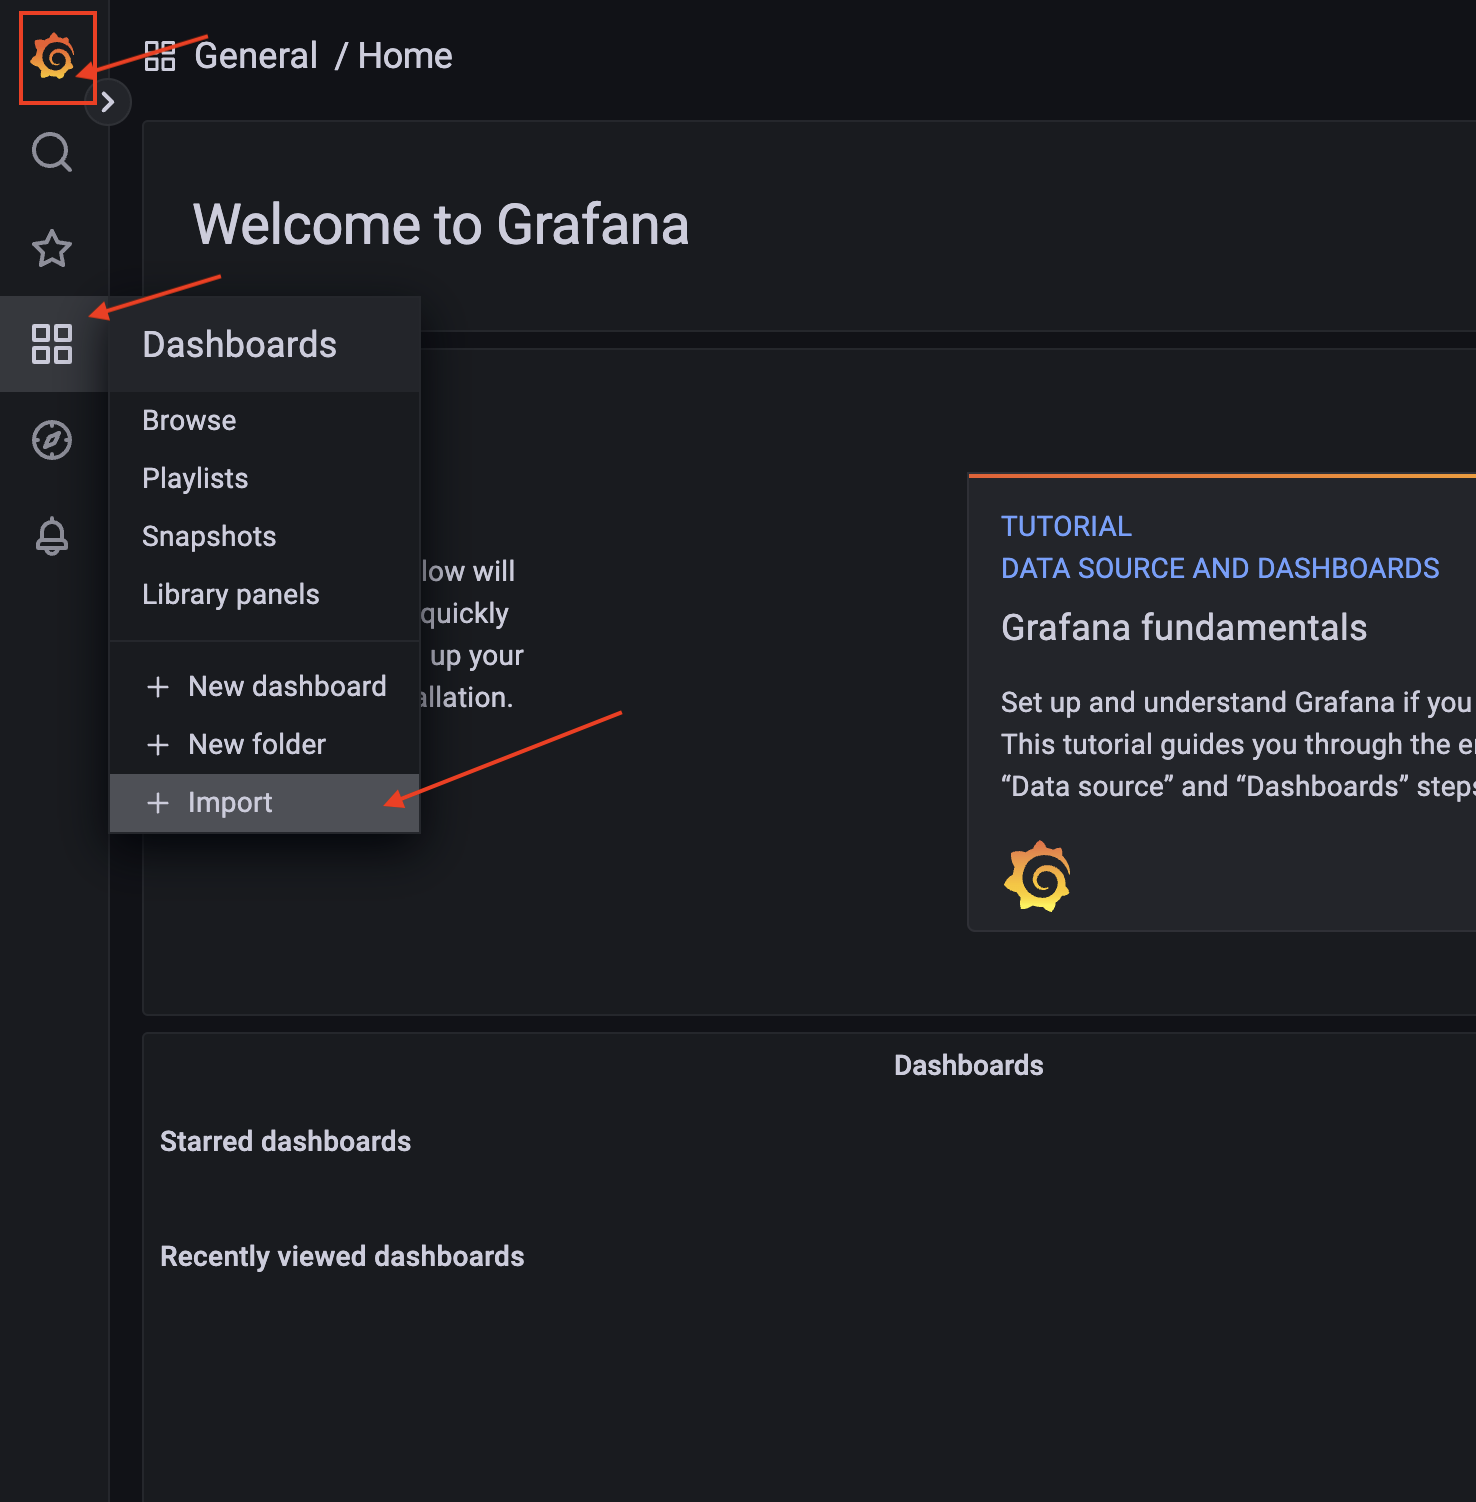 General / Home
Welcome to Grafana
Dashboards
Browse
Playlists
Snapshots
Library panels
New dashboard
New folder
Import
low will
quickly
up your
allation.
TUTORIAL
DATA SOURCE AND DASHBOARDS
Grafana fundamentals
Set up and understand Grafana if you
This tutorial guides you through the
“Data source” and “Dashboards” steps
Dashboards
Starred dashboards
Recently viewed dashboards